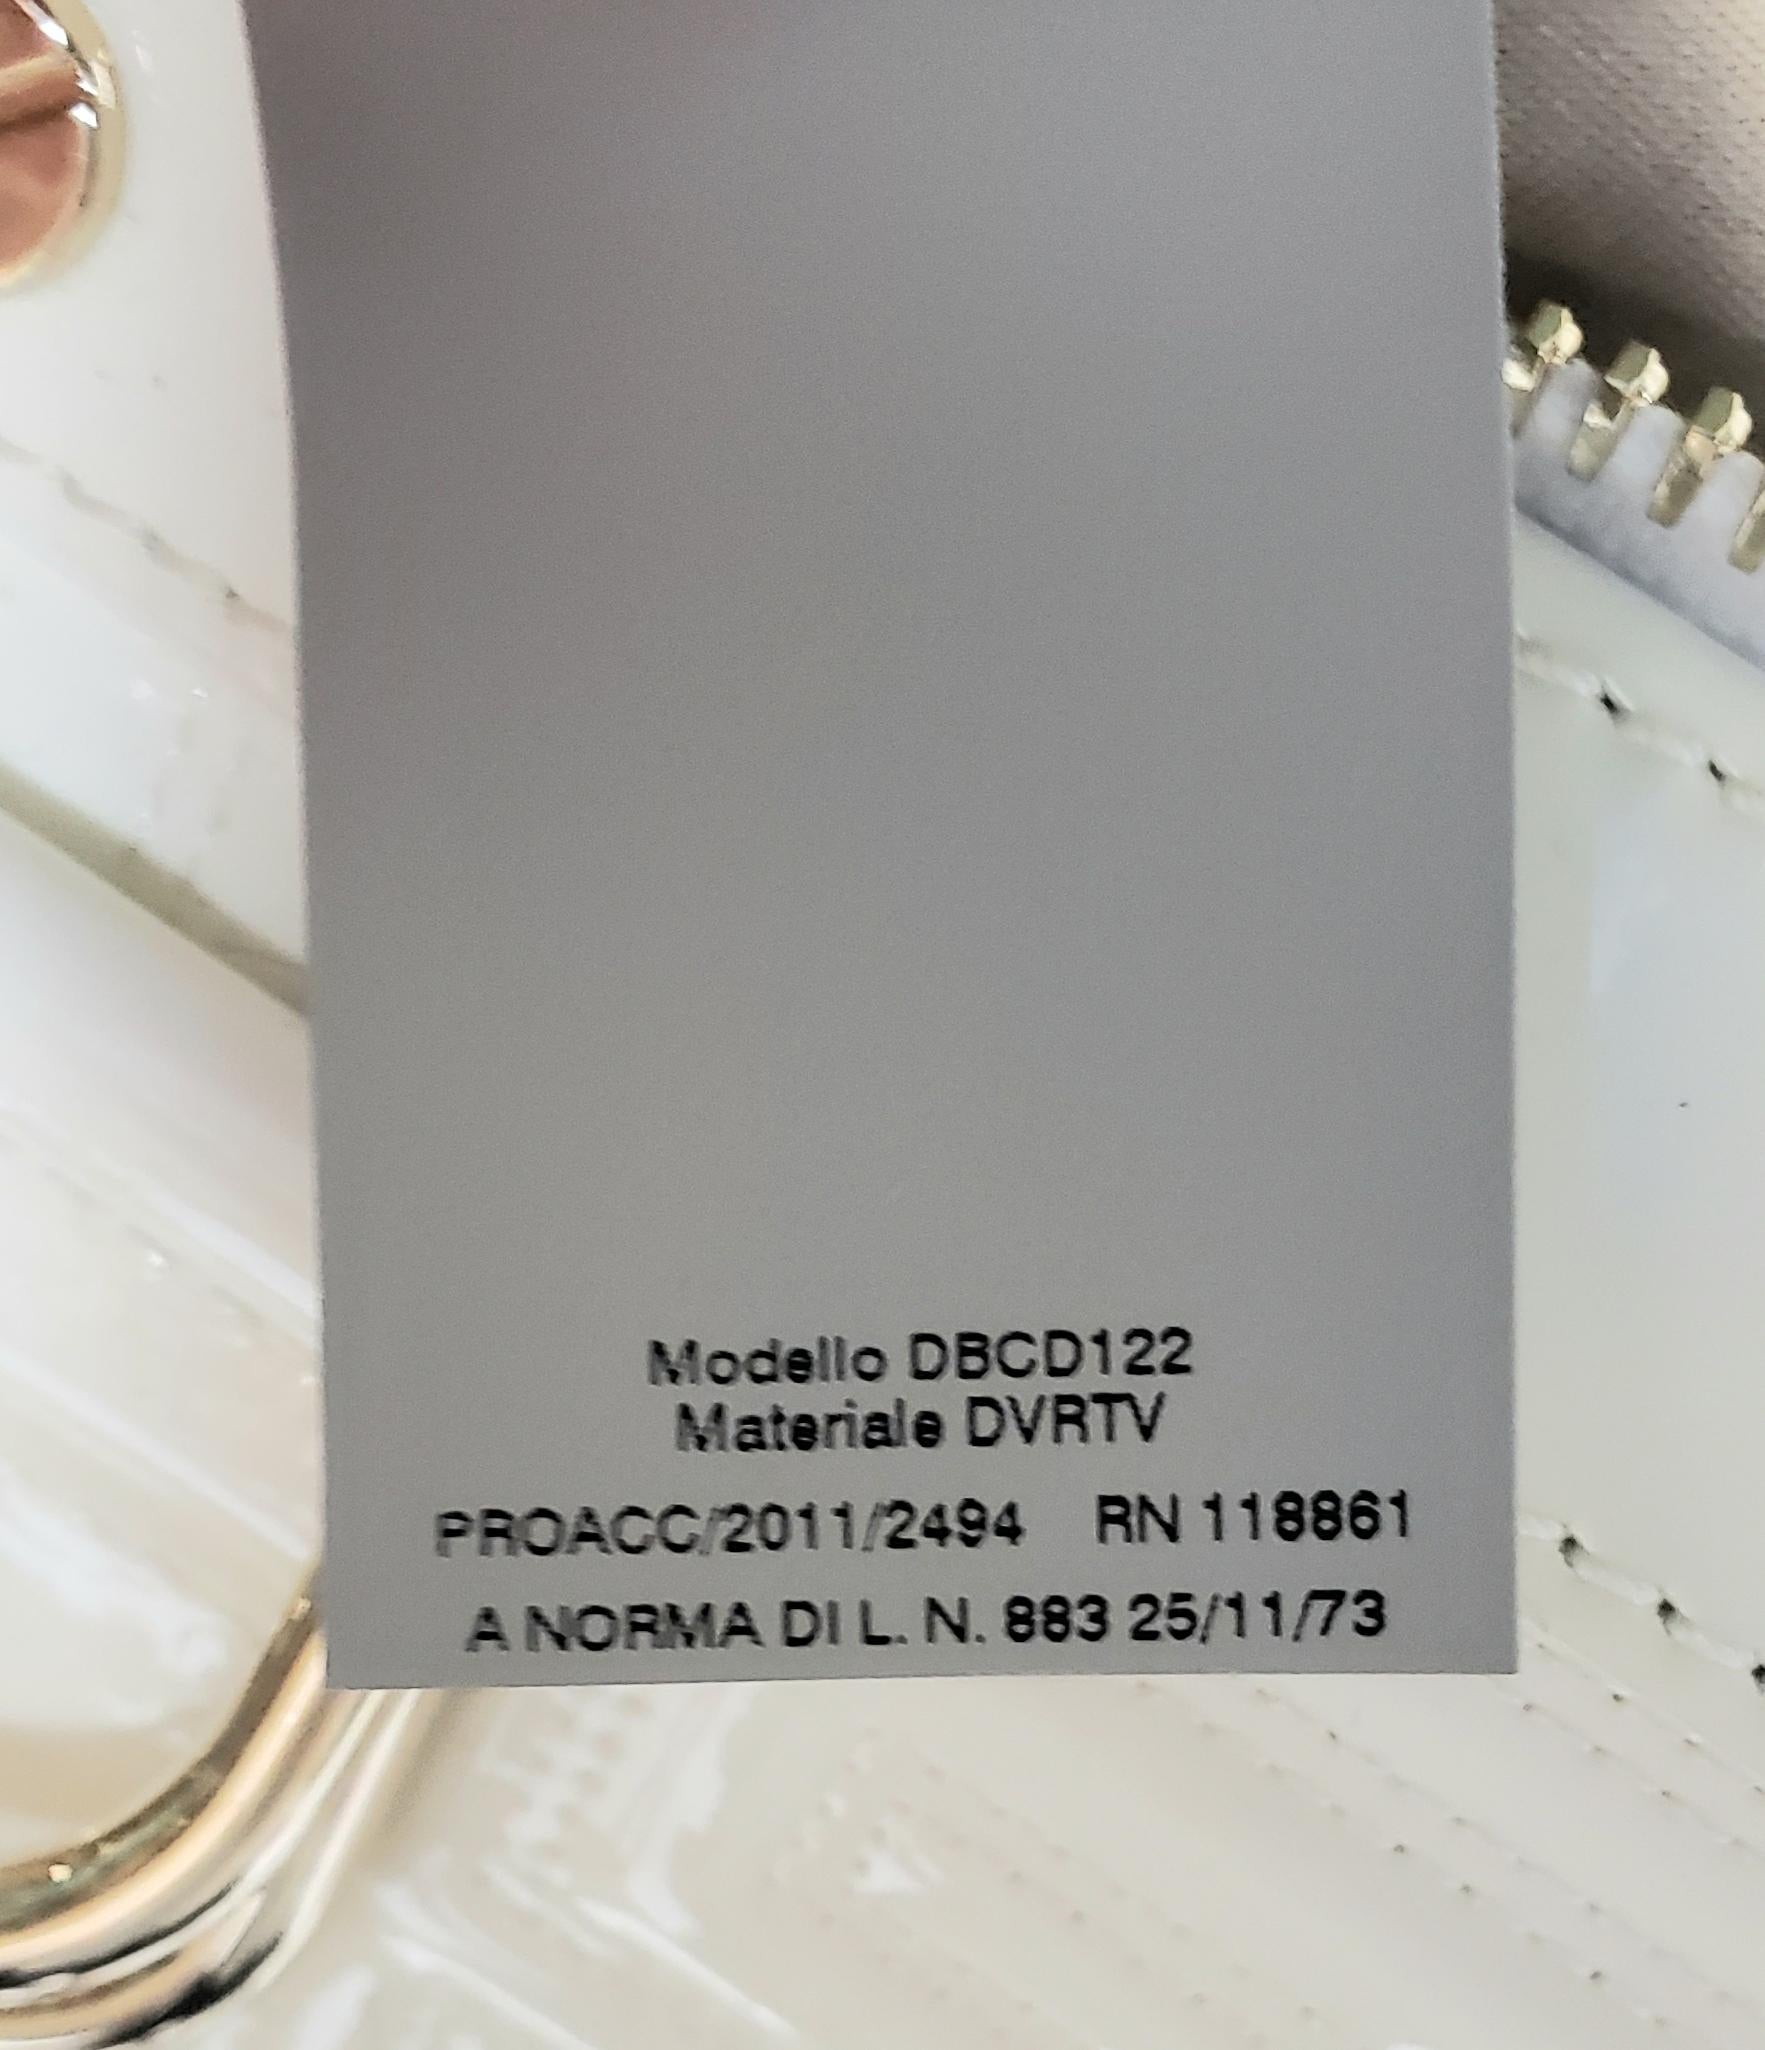 Modello DBCD122
Materiale DVRTV
PROACC/2011/2494 RN 118861
A NORMA DI L. N. 883 25/11/73